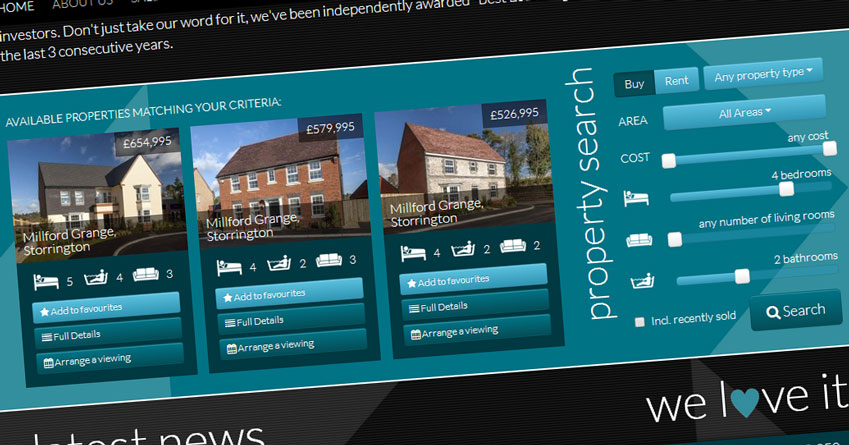 HOME ABOUT US
investors. Don't just take our word for it, we've been independently awarded "Best
the last 3 consecutive years.
AVAILABLE PROPERTIES MATCHING YOUR CRITERIA:
£654,995
Millford Grange,
Storrington
5 4 3
Add to favourites
Full Details
Arrange a viewing
£579,995
Millford Grange,
Storrington
4 2 3
Add to favourites
Full Details
Arrange a viewing
£526,995
Millford Grange,
Storrington
4 2 2
Add to favourites
Full Details
Arrange a viewing
property search
Buy Rent Any property type
AREA All Areas
any cost
COST
4 bedrooms
any number of living rooms
2 bathrooms
Incl. recently sold
Search
we l♥ve it
latest news